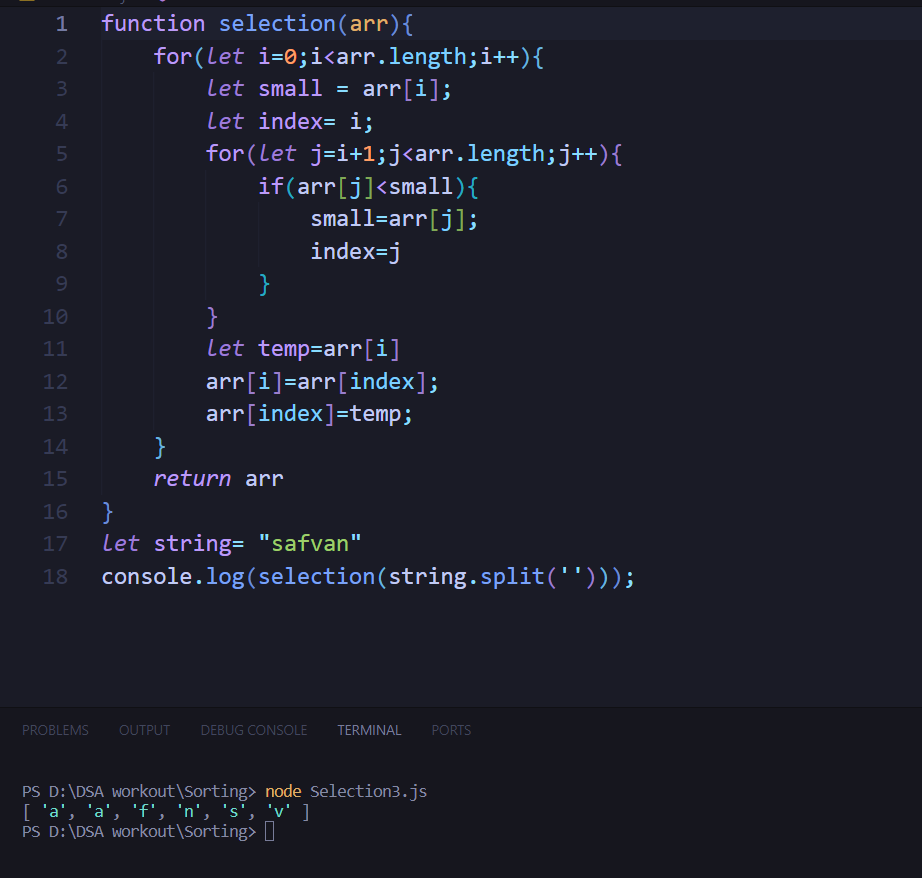 1 function selection(arr){
2     for(let i=0;i<arr.length;i++){
3         let small = arr[i];
4         let index= i;
5         for(let j=i+1;j<arr.length;j++){
6             if(arr[j]<small){
7                 small=arr[j];
8                 index=j
9             }
10         }
11         let temp=arr[i]
12         arr[i]=arr[index];
13         arr[index]=temp;
14     }
15     return arr
16 }
17 let string= "safvan"
18 console.log(selection(string.split('')));
PROBLEMS OUTPUT DEBUG CONSOLE TERMINAL PORTS
PS D:\DSA workout\Sorting> node Selection3.js
[ 'a', 'a', 'f', 'n', 's', 'v' ]
PS D:\DSA workout\Sorting>